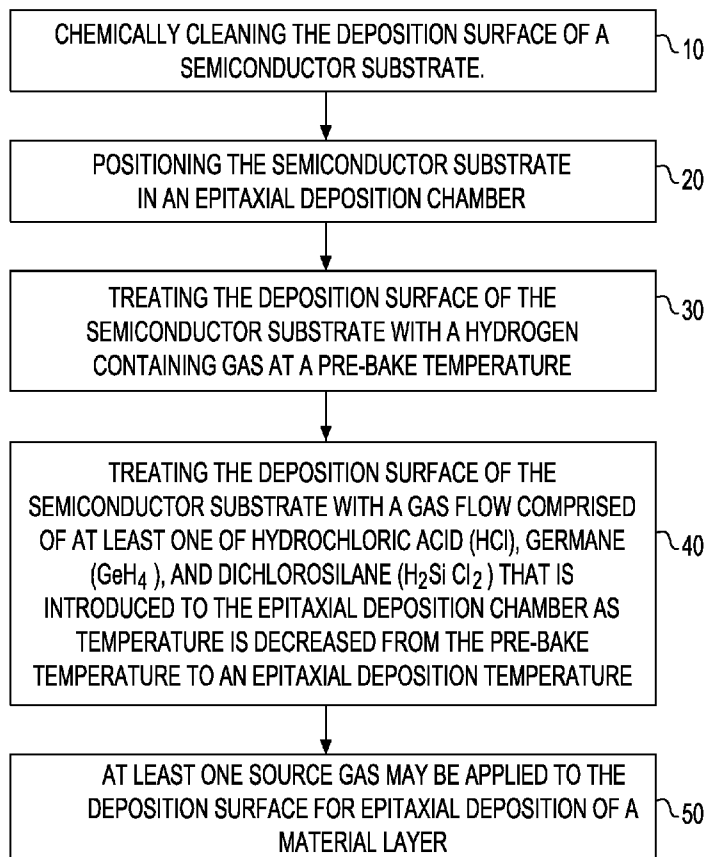 CHEMICALLY CLEANING THE DEPOSITION SURFACE OF A
SEMICONDUCTOR SUBSTRATE.
10
POSITIONING THE SEMICONDUCTOR SUBSTRATE
IN AN EPITAXIAL DEPOSITION CHAMBER
20
TREATING THE DEPOSITION SURFACE OF THE
SEMICONDUCTOR SUBSTRATE WITH A HYDROGEN
CONTAINING GAS AT A PRE-BAKE TEMPERATURE
30
TREATING THE DEPOSITION SURFACE OF THE
SEMICONDUCTOR SUBSTRATE WITH A GAS FLOW COMPRISED
OF AT LEAST ONE OF HYDROCHLORIC ACID (HCl), GERMANE
(GeH₄ ), AND DICHLOROSILANE (H₂Si Cl₂ ) THAT IS
INTRODUCED TO THE EPITAXIAL DEPOSITION CHAMBER AS
TEMPERATURE IS DECREASED FROM THE PRE-BAKE
TEMPERATURE TO AN EPITAXIAL DEPOSITION TEMPERATURE
40
AT LEAST ONE SOURCE GAS MAY BE APPLIED TO THE
DEPOSITION SURFACE FOR EPITAXIAL DEPOSITION OF A
MATERIAL LAYER
50